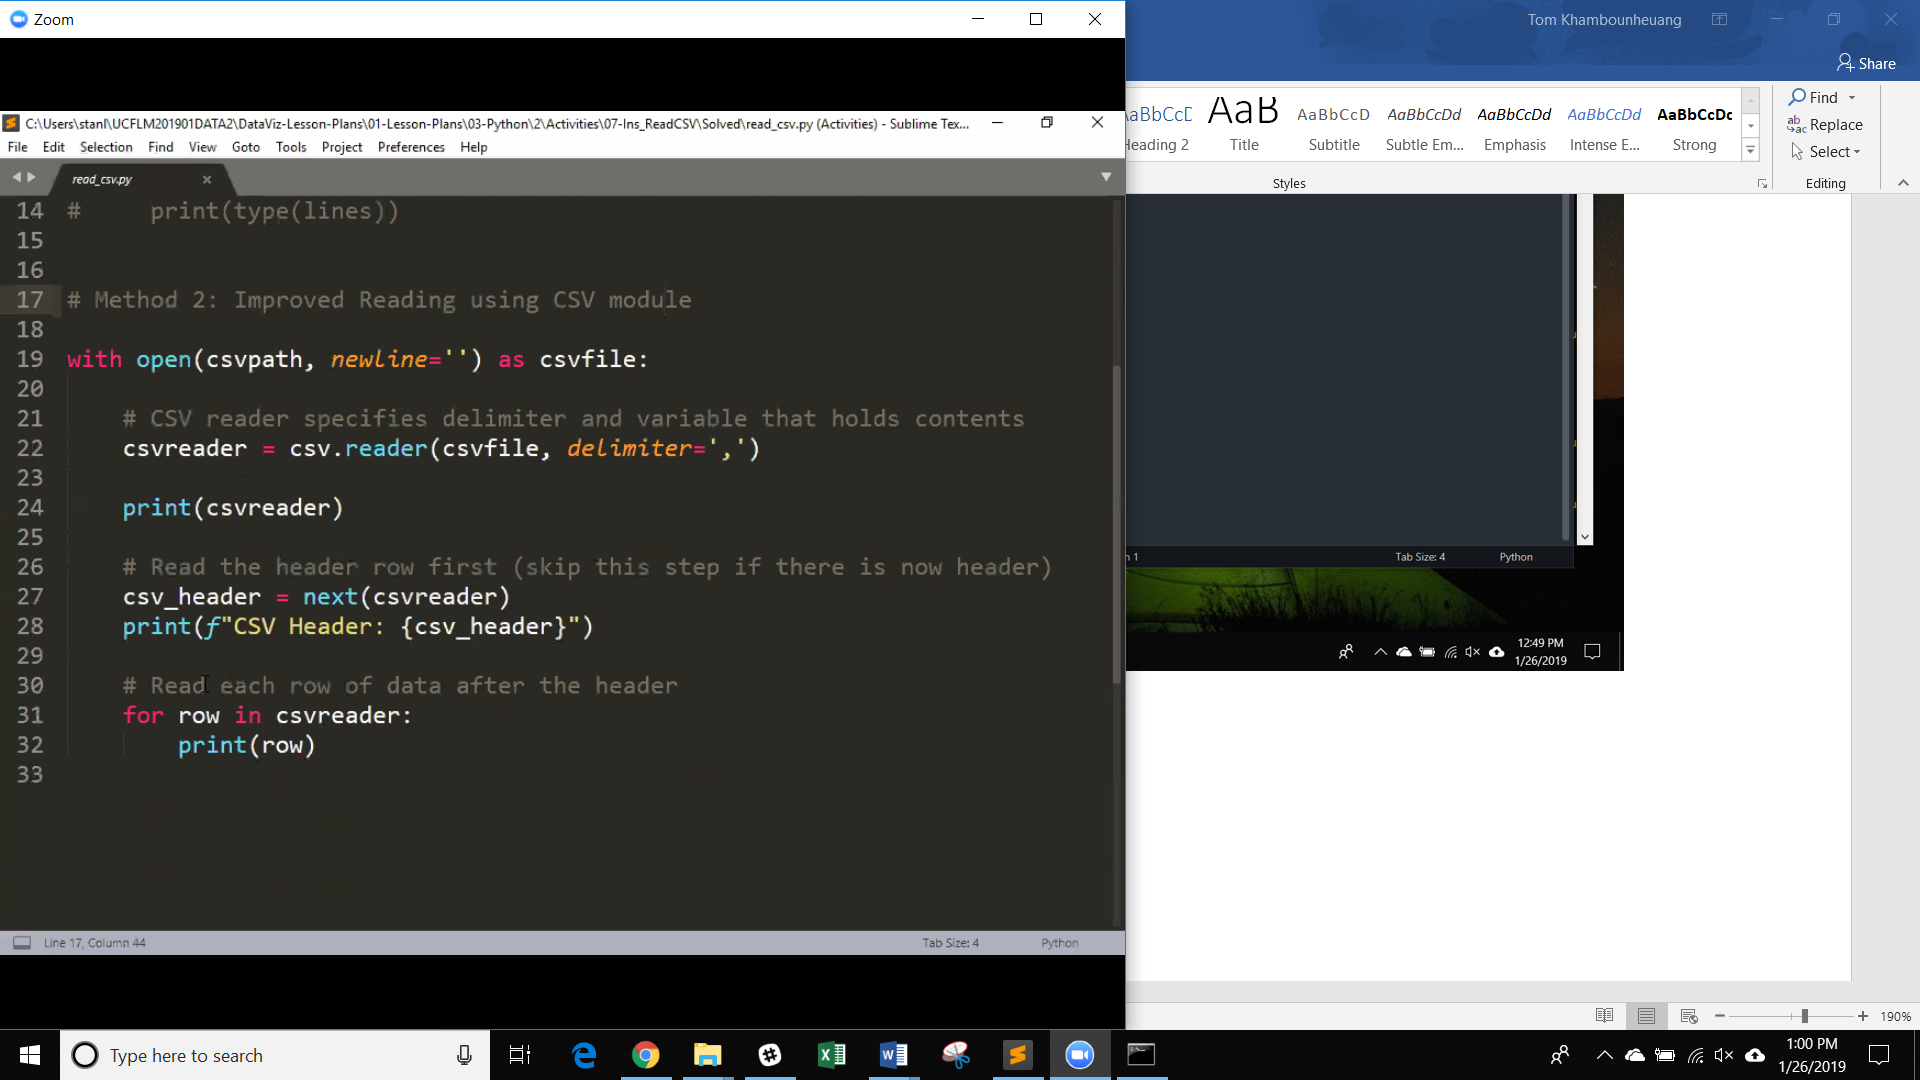 Zoom
Tom Khambounheuang
Share
C:\Users\stanl\UCFLM201901DATA2\DataViz-Lesson-Plans\01-Lesson-Plans\03-Python\2\Activities\07-Ins_ReadCSV\Solved\read_csv.py (Activities) - Sublime Tex...
File Edit Selection Find View Goto Tools Project Preferences Help
read_csv.py
14 #     print(type(lines))
15
16
17 # Method 2: Improved Reading using CSV module
18
19 with open(csvpath, newline='') as csvfile:
20
21     # CSV reader specifies delimiter and variable that holds contents
22     csvreader = csv.reader(csvfile, delimiter=',')
23
24     print(csvreader)
25
26     # Read the header row first (skip this step if there is now header)
27     csv_header = next(csvreader)
28     print(f"CSV Header: {csv_header}")
29
30     # Read each row of data after the header
31     for row in csvreader:
32         print(row)
33
Line 17, Column 44
Tab Size: 4
Python
aBbCcD AaB AaBbCcD AaBbCcDd AaBbCcDd AaBbCcDd AaBbCcDc
Heading 2 Title Subtitle Subtle Em... Emphasis Intense E... Strong
Styles
Find
Replace
Select
Editing
n 1
Tab Size: 4
Python
12:49 PM
1/26/2019
190%
Type here to search
1:00 PM
1/26/2019